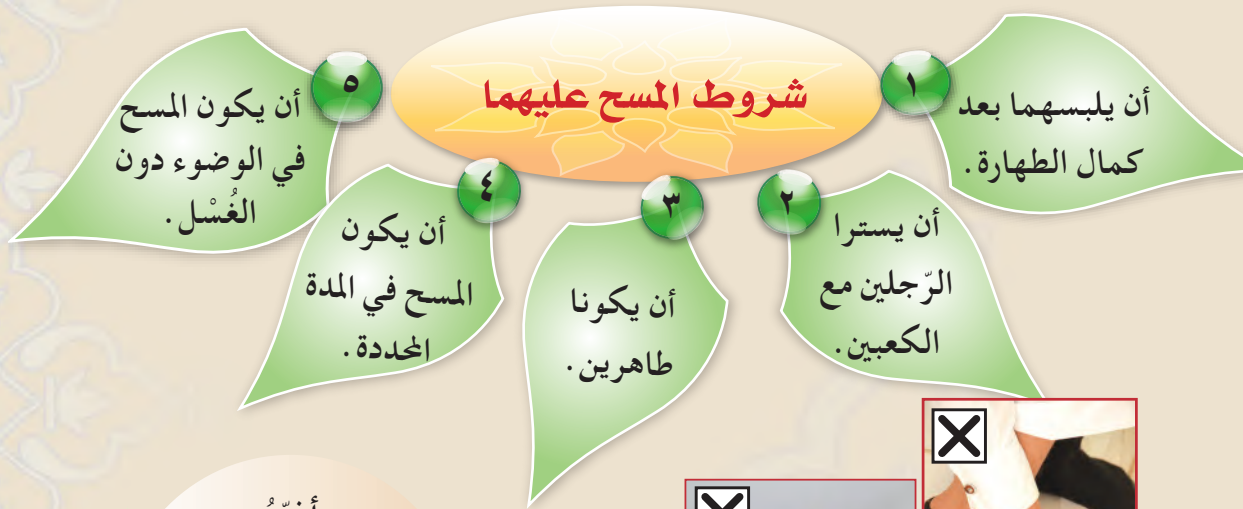 شروط المسح عليهما
١
أن يلبسهما بعد
كمال الطهارة.
٢
أن يسترا
الرّجلين مع
الكعبين.
٣
أن يكونا
طاهرين.
٤
أن يكون
المسح في المدة
المحددة.
٥
أن يكون المسح
في الوضوء دون
الغُسْل.